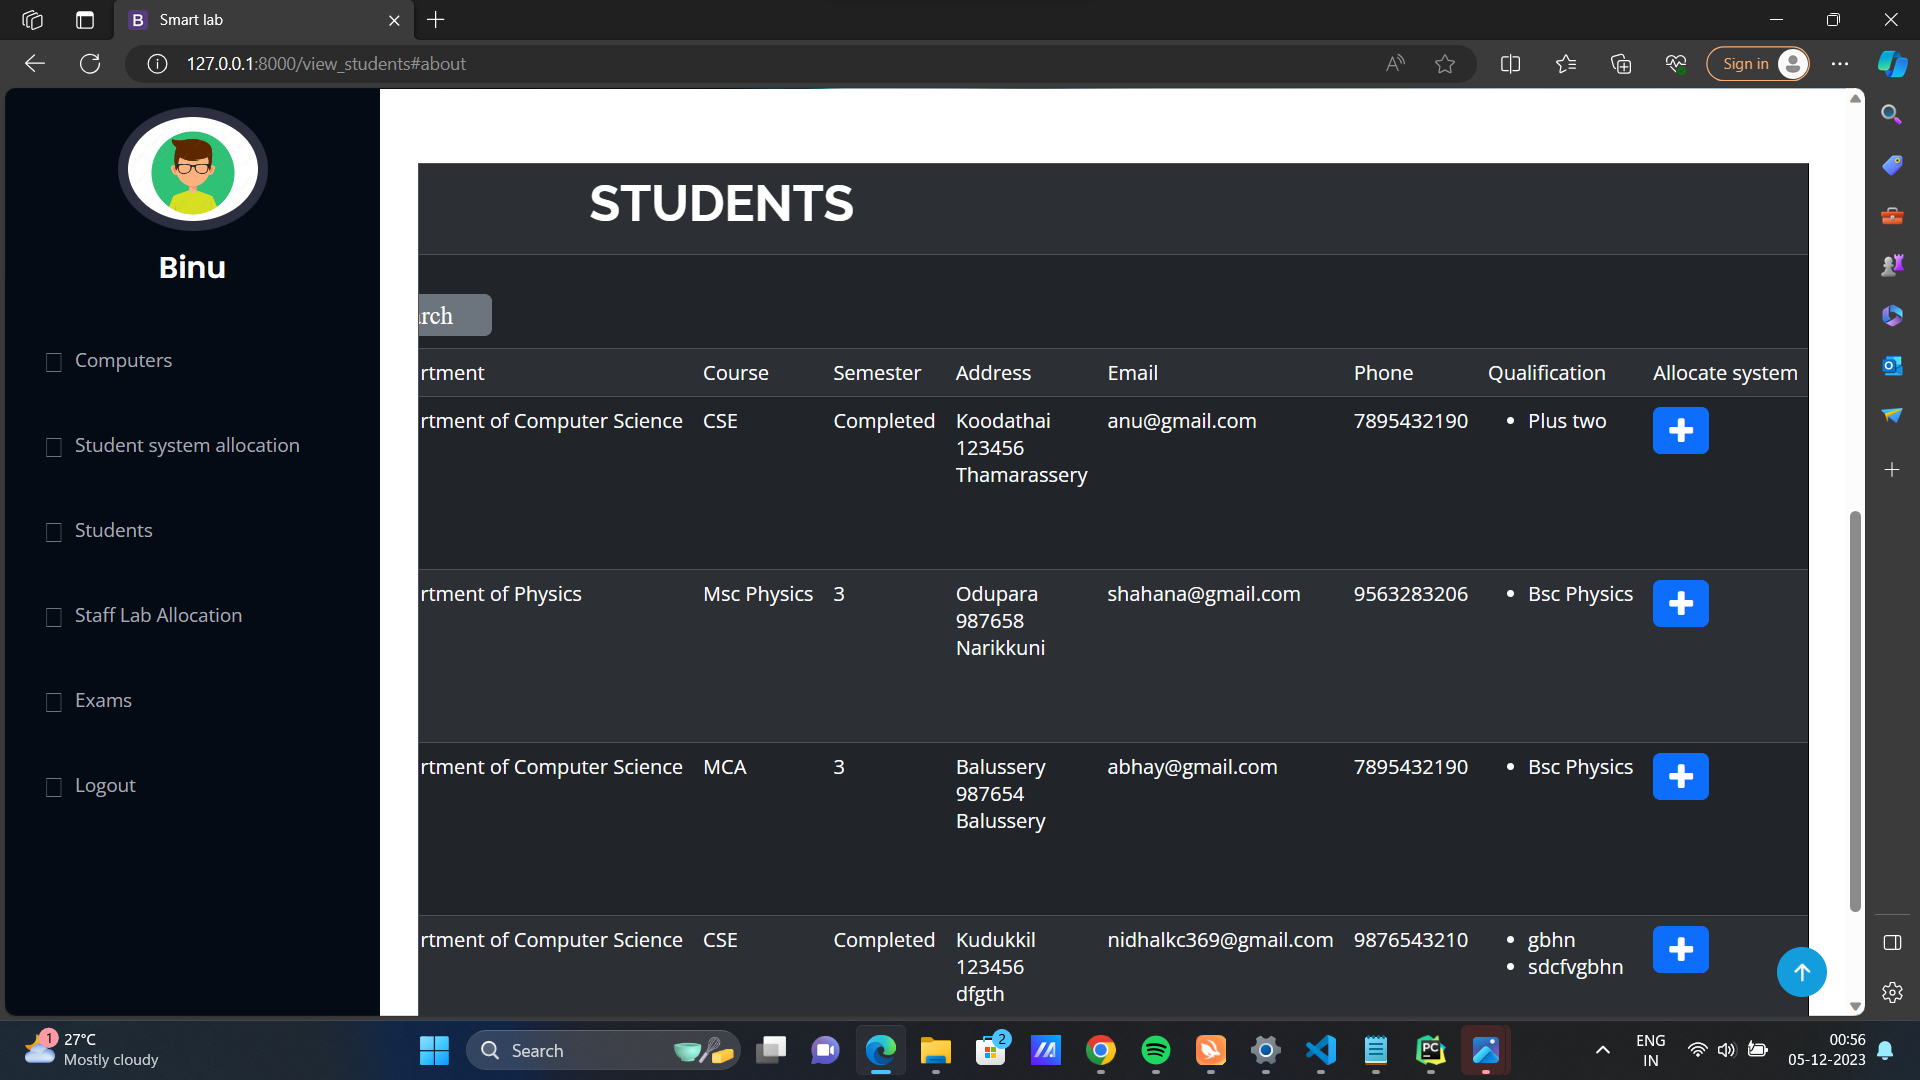 Smart lab
127.0.0.1:8000/view_students#about
Sign in
Binu
Computers
Student system allocation
Students
Staff Lab Allocation
Exams
Logout
STUDENTS
rch
rtment Course Semester Address Email Phone Qualification Allocate system
rtment of Computer Science CSE Completed Koodathai anu@gmail.com 7895432190 • Plus two
123456
Thamarassery
rtment of Physics Msc Physics 3 Odupara shahana@gmail.com 9563283206 • Bsc Physics
987658
Narikkuni
rtment of Computer Science MCA 3 Balussery abhay@gmail.com 7895432190 • Bsc Physics
987654
Balussery
rtment of Computer Science CSE Completed Kudukkil nidhalkc369@gmail.com 9876543210 • gbhn
123456 • sdcfvgbhn
dfgth
1
27°C
Mostly cloudy
Search
2
PC
ENG
IN
00:56
05-12-2023